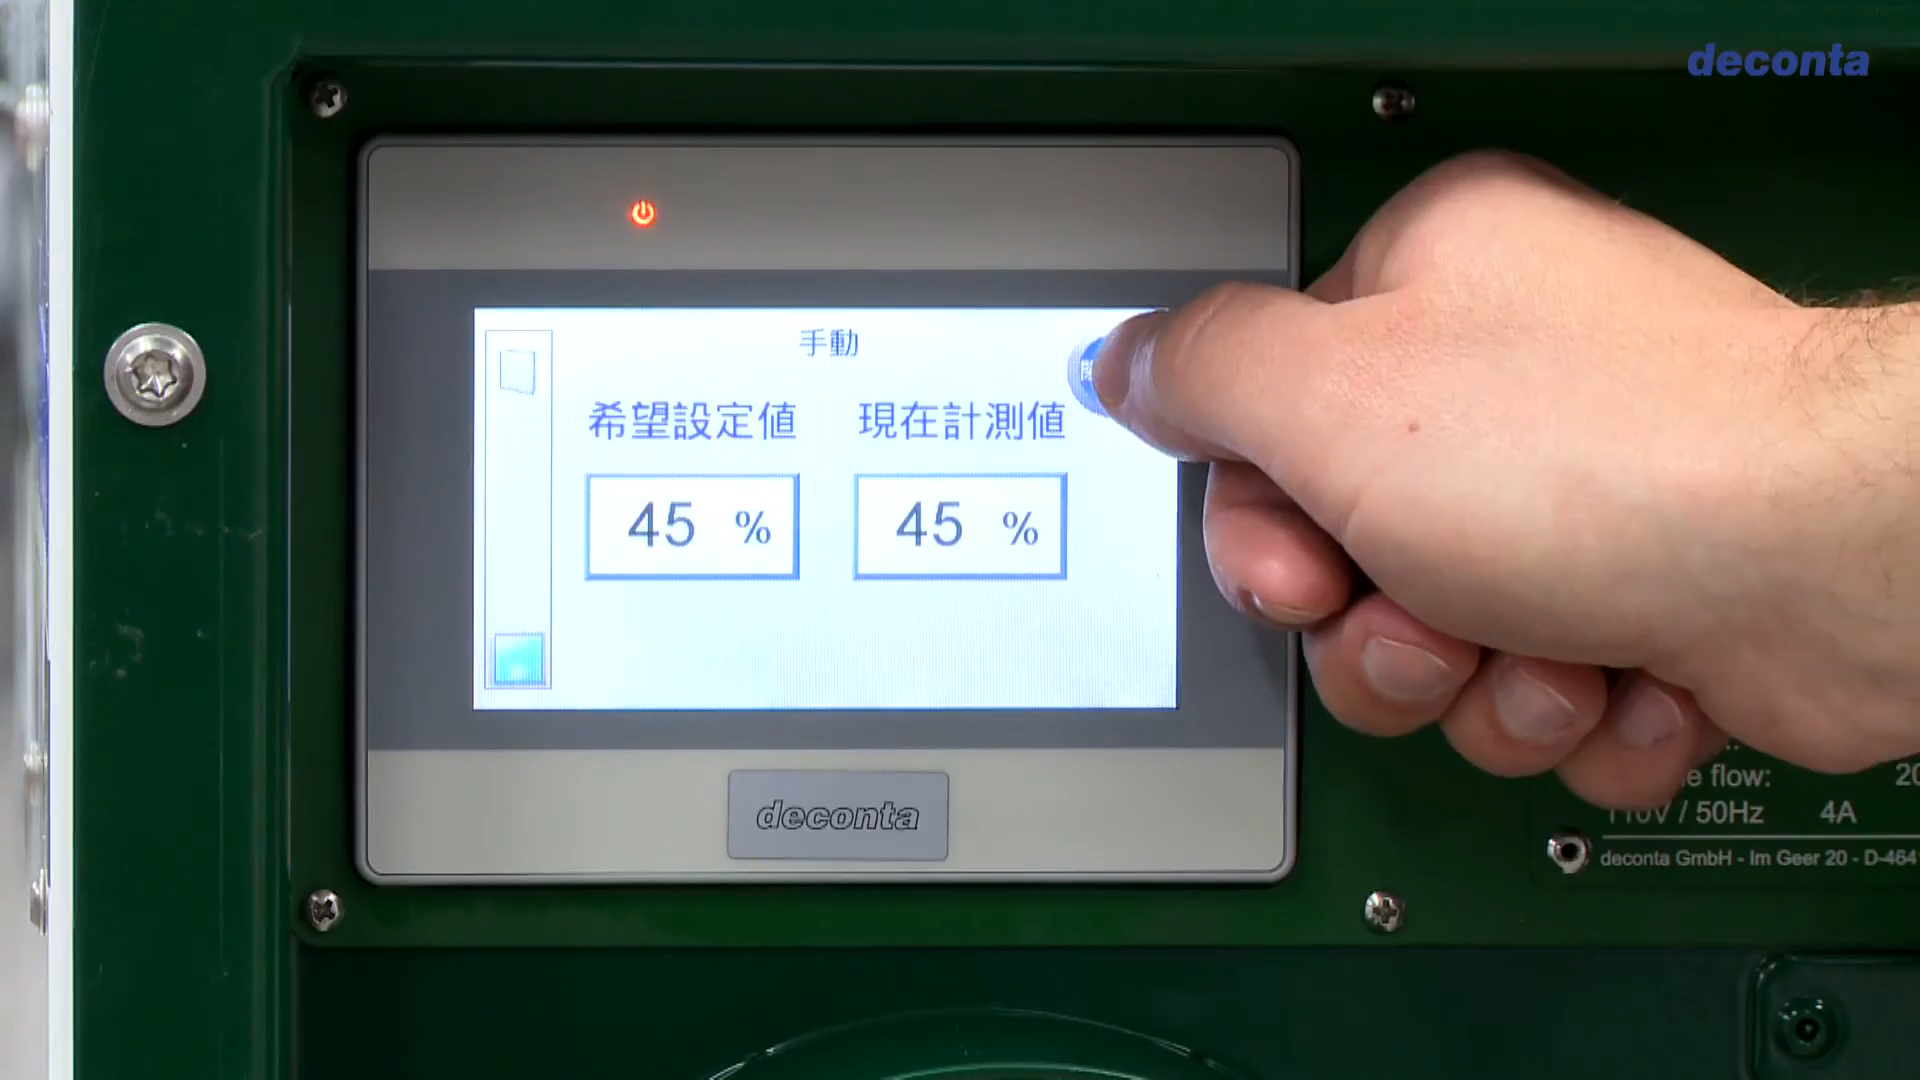 deconta
手動
希望設定値 現在計測値
45 % 45 %
deconta
flow: 20
110V / 50Hz 4A
deconta GmbH - Im Geer 20 - D-464